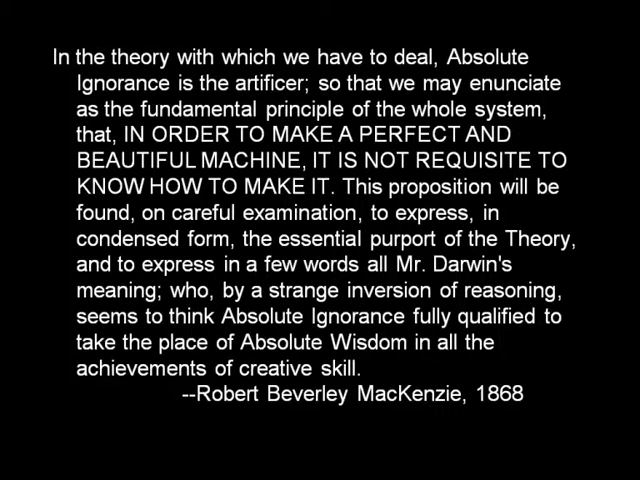 In the theory with which we have to deal, Absolute
Ignorance is the artificer; so that we may enunciate
as the fundamental principle of the whole system,
that, IN ORDER TO MAKE A PERFECT AND
BEAUTIFUL MACHINE, IT IS NOT REQUISITE TO
KNOW HOW TO MAKE IT. This proposition will be
found, on careful examination, to express, in
condensed form, the essential purport of the Theory,
and to express in a few words all Mr. Darwin's
meaning; who, by a strange inversion of reasoning,
seems to think Absolute Ignorance fully qualified to
take the place of Absolute Wisdom in all the
achievements of creative skill.
--Robert Beverley MacKenzie, 1868